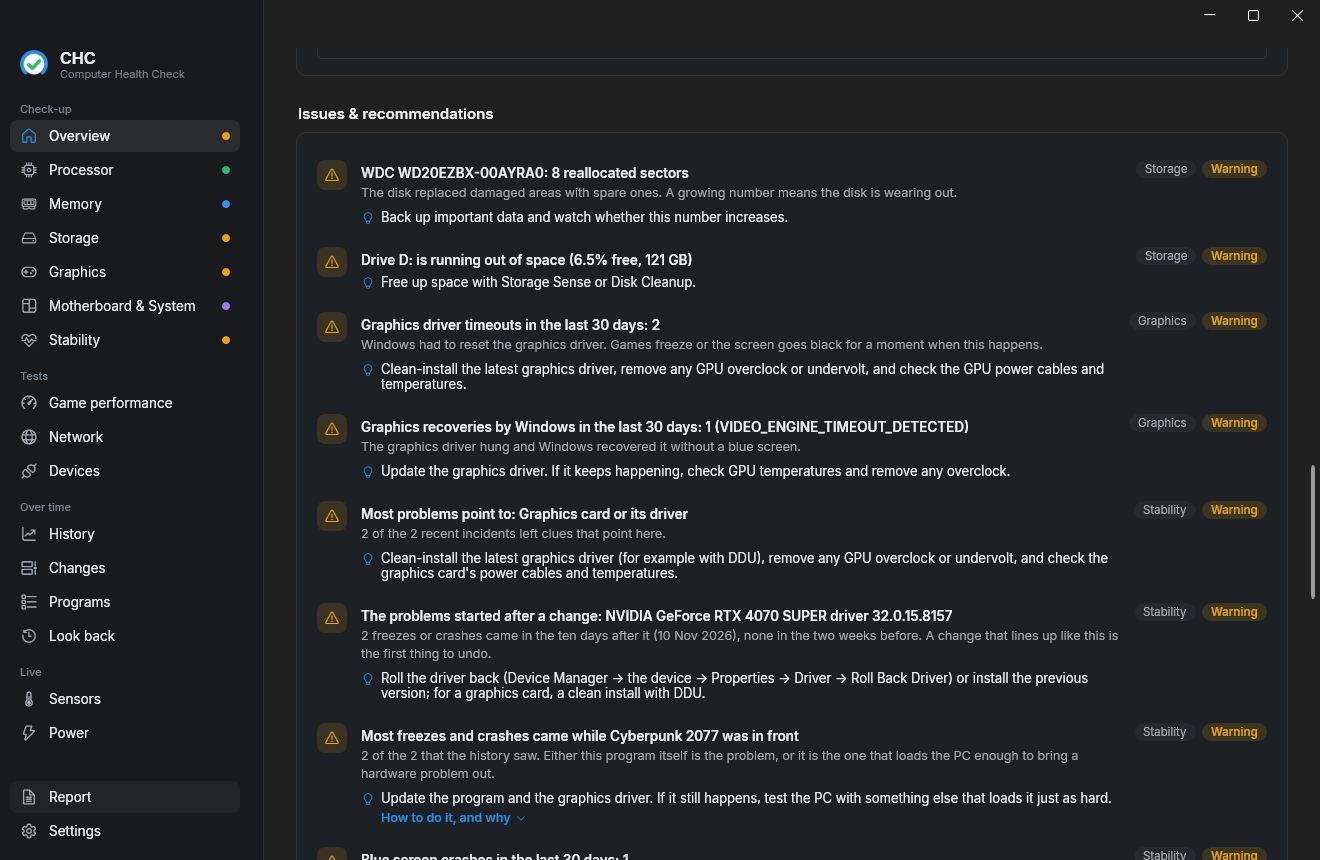 CHC
Computer Health Check
Check-up
Overview
Processor
Memory
Storage
Graphics
Motherboard & System
Stability
Tests
Game performance
Network
Devices
Over time
History
Changes
Programs
Look back
Live
Sensors
Power
Report
Settings
Issues & recommendations
WDC WD20EZBX-00AYRA0: 8 reallocated sectors
Storage
Warning
The disk replaced damaged areas with spare ones. A growing number means the disk is wearing out.
Back up important data and watch whether this number increases.
Drive D: is running out of space (6.5% free, 121 GB)
Storage
Warning
Free up space with Storage Sense or Disk Cleanup.
Graphics driver timeouts in the last 30 days: 2
Graphics
Warning
Windows had to reset the graphics driver. Games freeze or the screen goes black for a moment when this happens.
Clean-install the latest graphics driver, remove any GPU overclock or undervolt, and check the GPU power cables and
temperatures.
Graphics recoveries by Windows in the last 30 days: 1 (VIDEO_ENGINE_TIMEOUT_DETECTED)
Graphics
Warning
The graphics driver hung and Windows recovered it without a blue screen.
Update the graphics driver. If it keeps happening, check GPU temperatures and remove any overclock.
Most problems point to: Graphics card or its driver
Stability
Warning
2 of the 2 recent incidents left clues that point here.
Clean-install the latest graphics driver (for example with DDU), remove any GPU overclock or undervolt, and check the
graphics card's power cables and temperatures.
The problems started after a change: NVIDIA GeForce RTX 4070 SUPER driver 32.0.15.8157
Stability
Warning
2 freezes or crashes came in the ten days after it (10 Nov 2026), none in the two weeks before. A change that lines up like this is
the first thing to undo.
Roll the driver back (Device Manager → the device → Properties → Driver → Roll Back Driver) or install the previous
version; for a graphics card, a clean install with DDU.
Most freezes and crashes came while Cyberpunk 2077 was in front
Stability
Warning
2 of the 2 that the history saw. Either this program itself is the problem, or it is the one that loads the PC enough to bring a
hardware problem out.
Update the program and the graphics driver. If it still happens, test the PC with something else that loads it just as hard.
How to do it, and why
Blue screen crashes in the last 30 days: 1
Stability
Warning